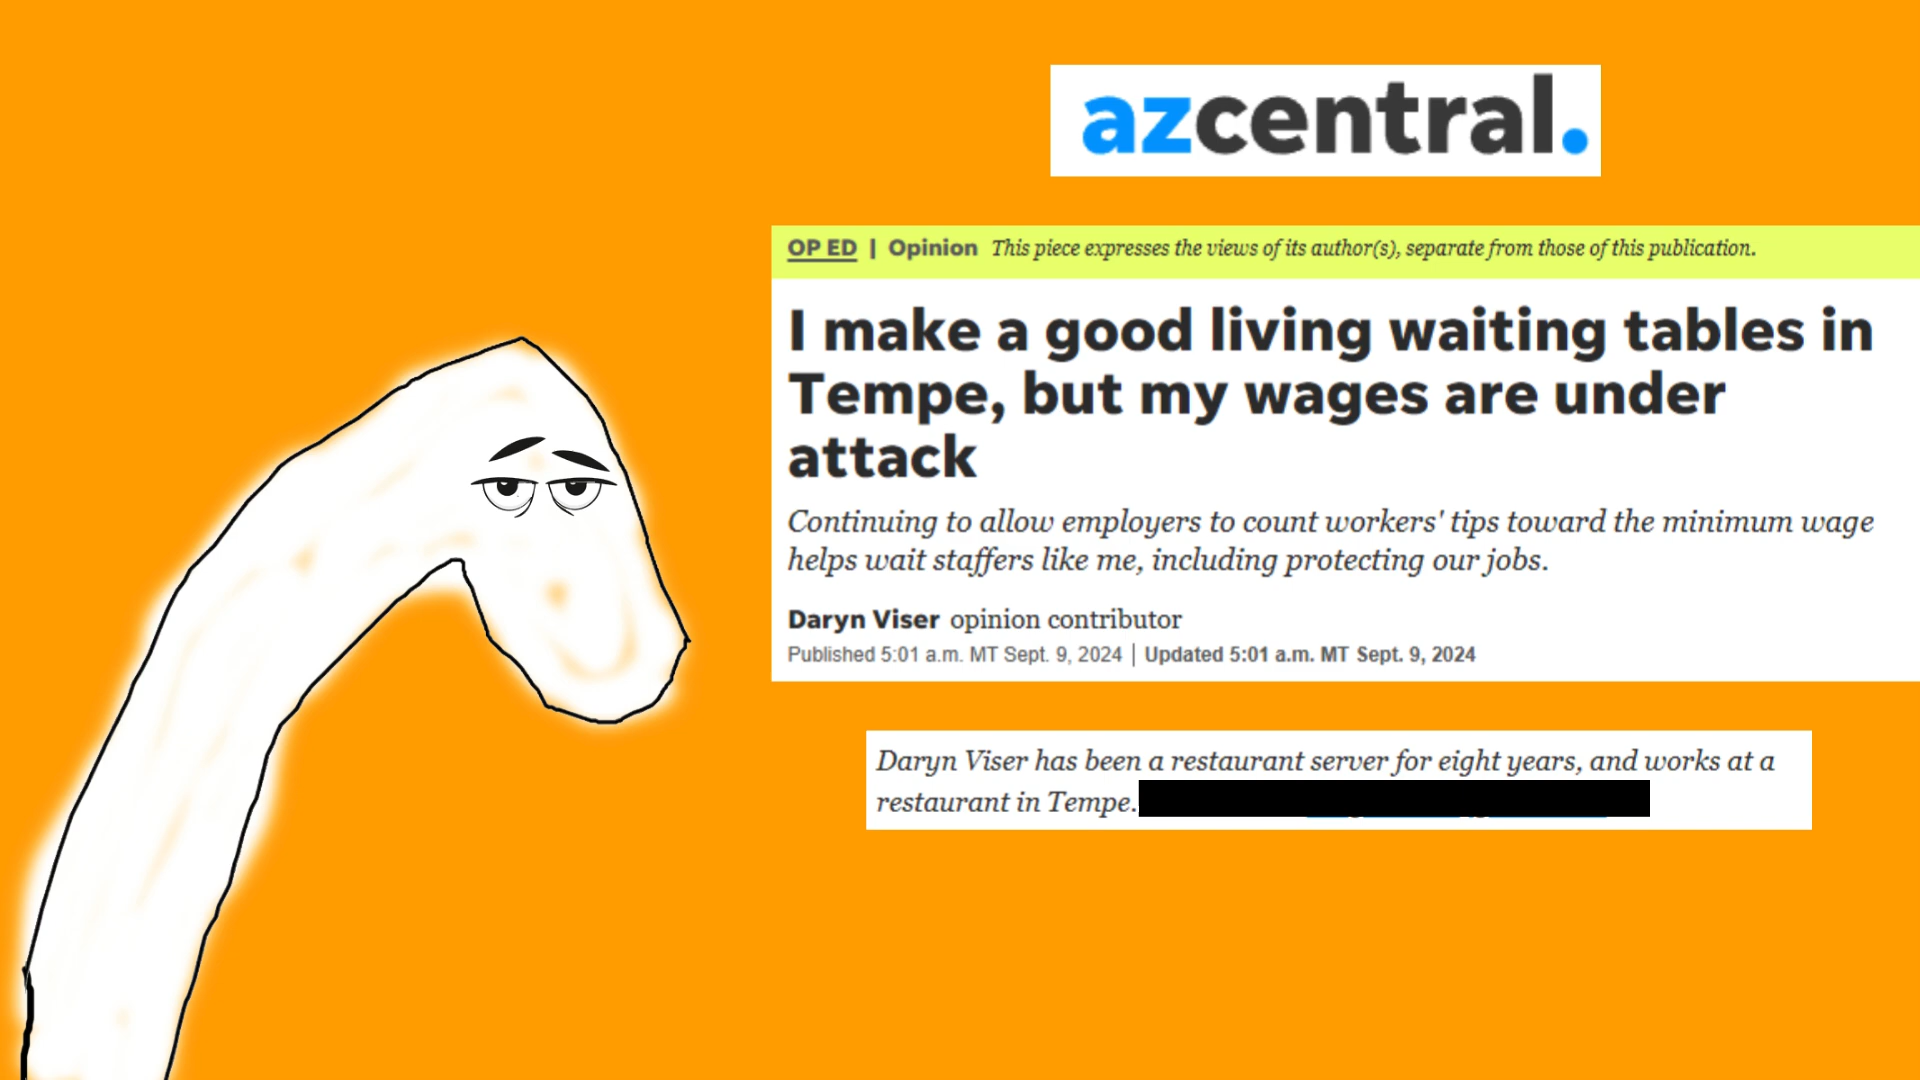 azcentral.
OP ED | Opinion This piece expresses the views of its author(s), separate from those of this publication.
I make a good living waiting tables in
Tempe, but my wages are under
attack
Continuing to allow employers to count workers' tips toward the minimum wage
helps wait staffers like me, including protecting our jobs.
Daryn Viser opinion contributor
Published 5:01 a.m. MT Sept. 9, 2024 | Updated 5:01 a.m. MT Sept. 9, 2024
Daryn Viser has been a restaurant server for eight years, and works at a
restaurant in Tempe.